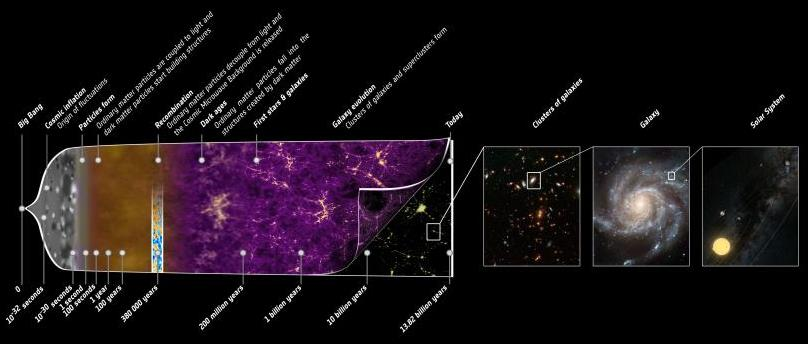 Big Bang
Cosmic inflation
Origin of fluctuations
Particles form
Ordinary matter particles are coupled to light and
dark matter particles start building structures
Recombination
Ordinary matter particles decouple from light and
the Cosmic Microwave Background is released
Dark ages
Ordinary matter particles fall into the
structures created by dark matter
First stars & galaxies
Galaxy evolution
Clusters of galaxies and superclusters form
Today
Clusters of galaxies
Galaxy
Solar System
0
10⁻³² seconds
10⁻³⁰ seconds
1 second
100 seconds
1 year
100 years
380 000 years
200 million years
1 billion years
10 billion years
13.82 billion years